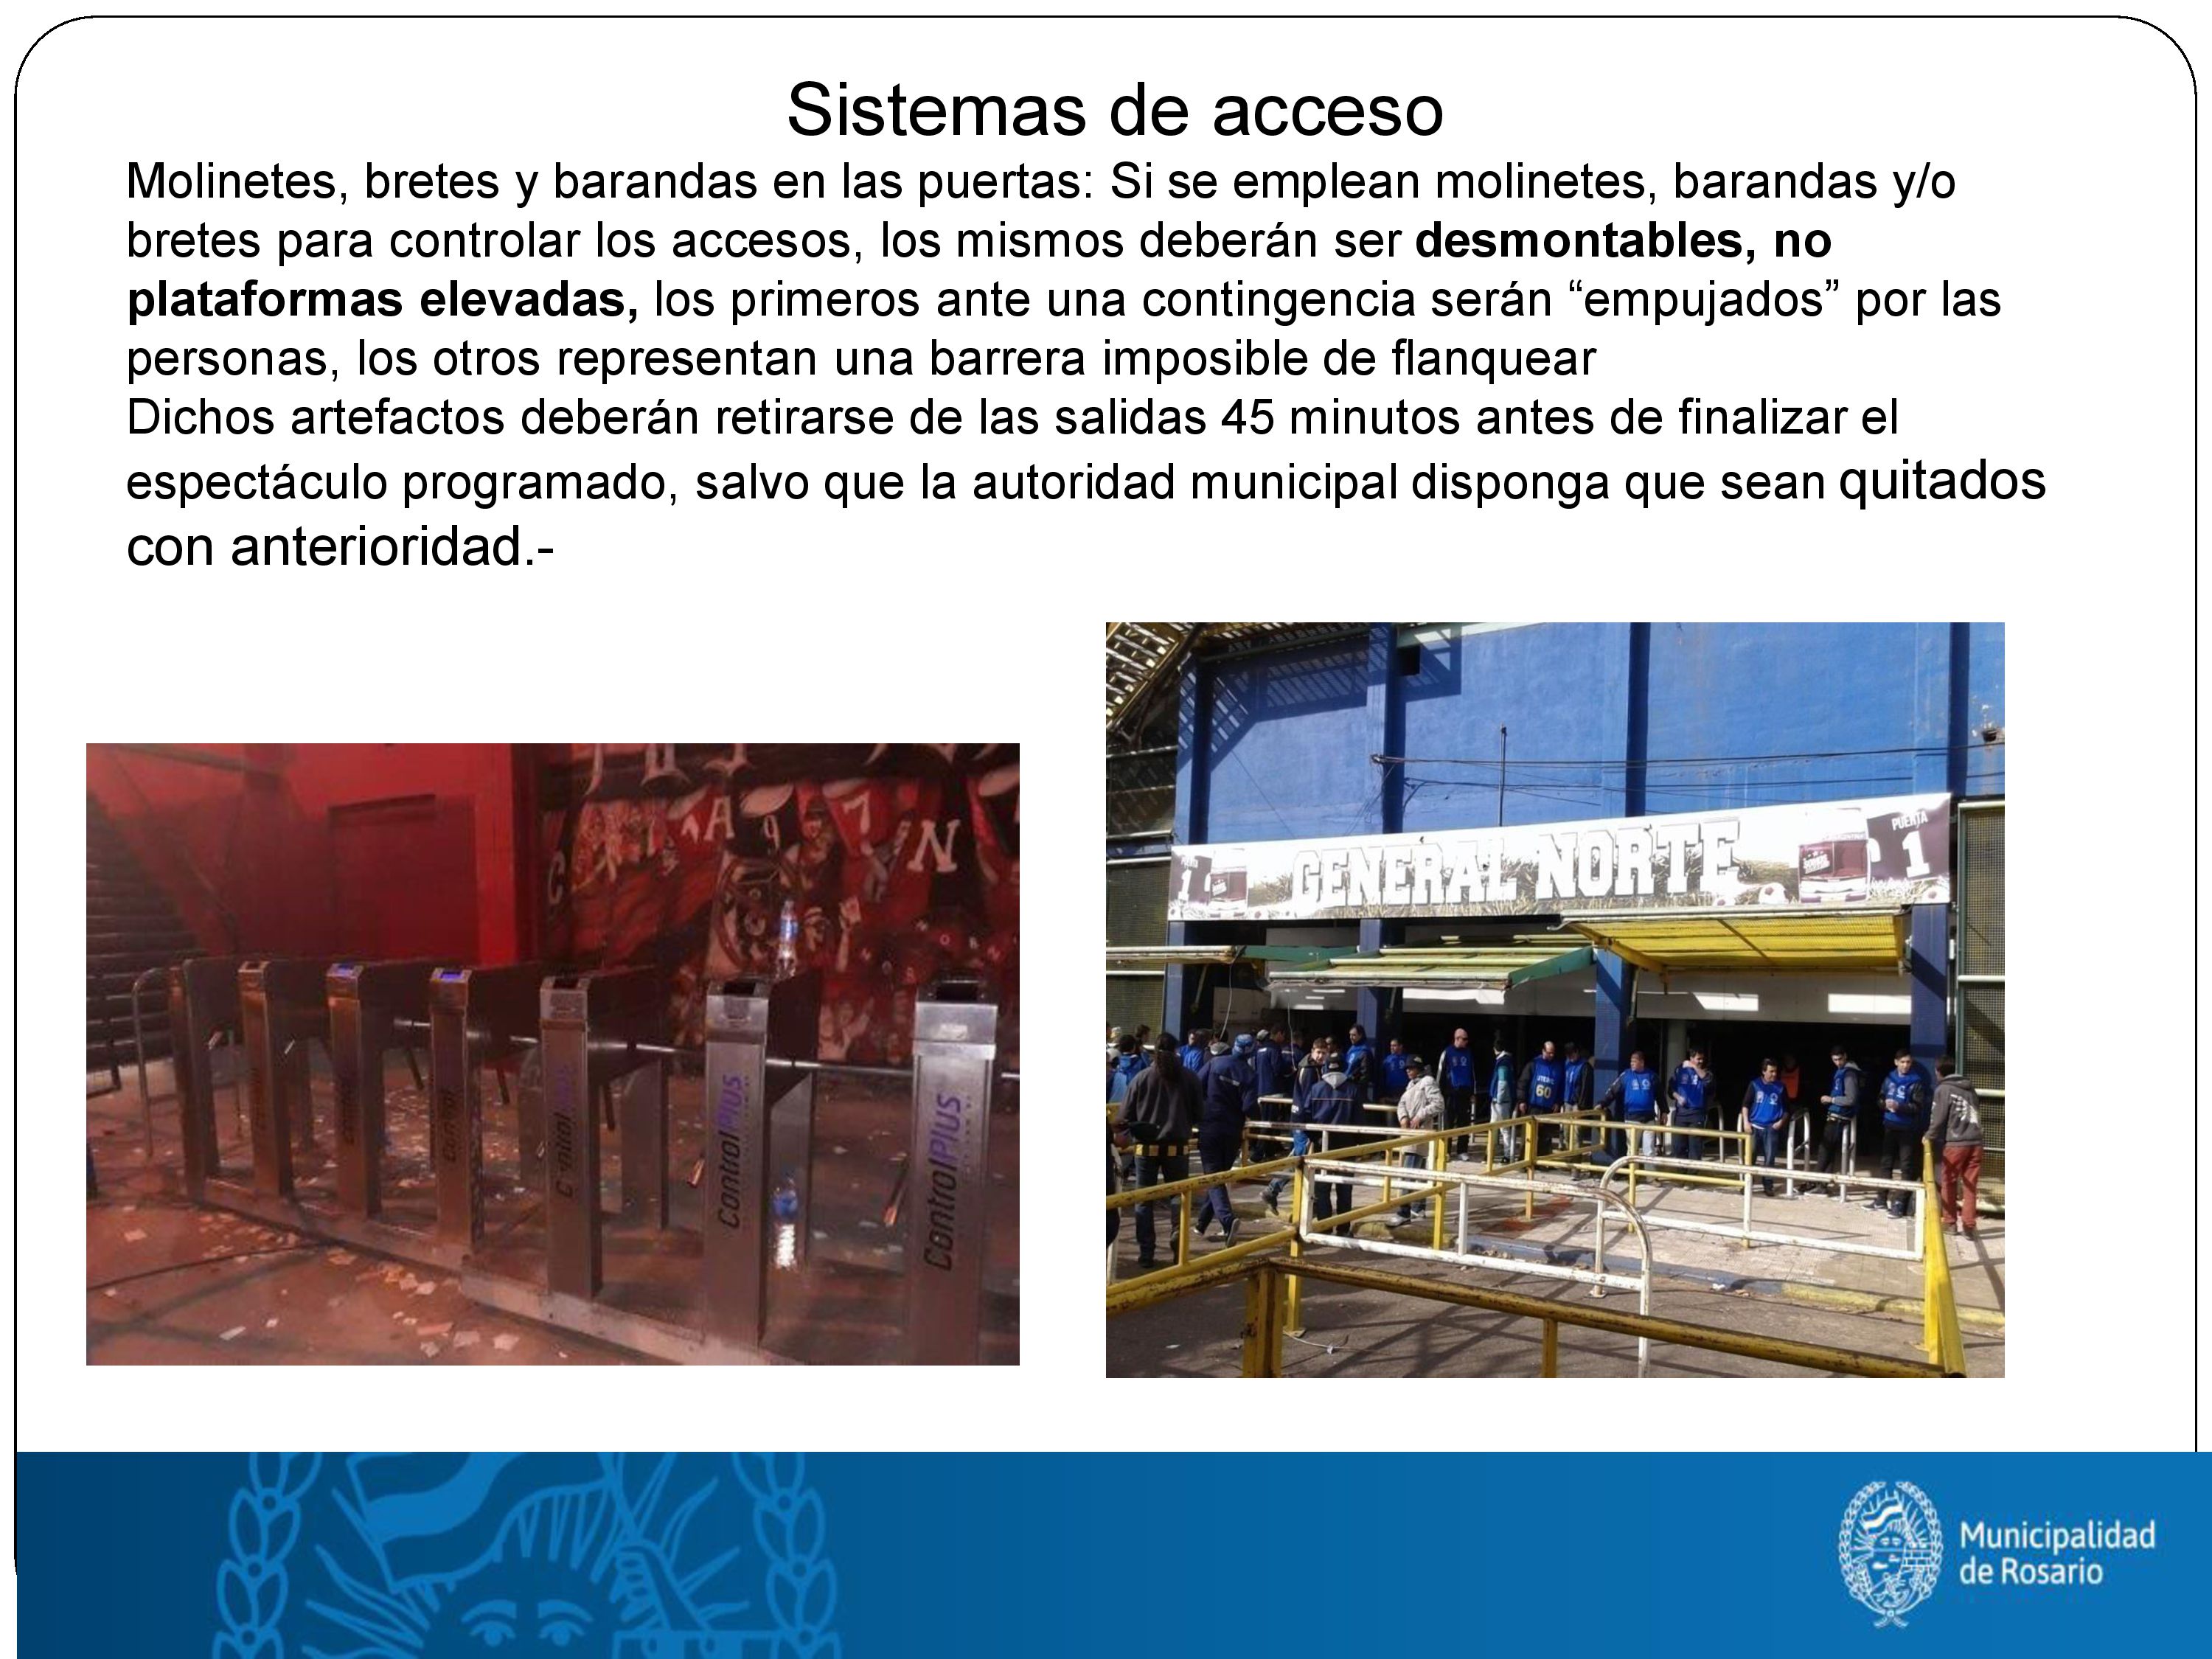 Sistemas de acceso
Molinetes, bretes y barandas en las puertas: Si se emplean molinetes, barandas y/o
bretes para controlar los accesos, los mismos deberán ser desmontables, no
plataformas elevadas, los primeros ante una contingencia serán “empujados” por las
personas, los otros representan una barrera imposible de flanquear
Dichos artefactos deberán retirarse de las salidas 45 minutos antes de finalizar el
espectáculo programado, salvo que la autoridad municipal disponga que sean quitados
con anterioridad.-
A 9 7 N
ControlPlus
ControlPlus
GENERAL NORTE
PUERTA
1
1
60
Municipalidad
de Rosario